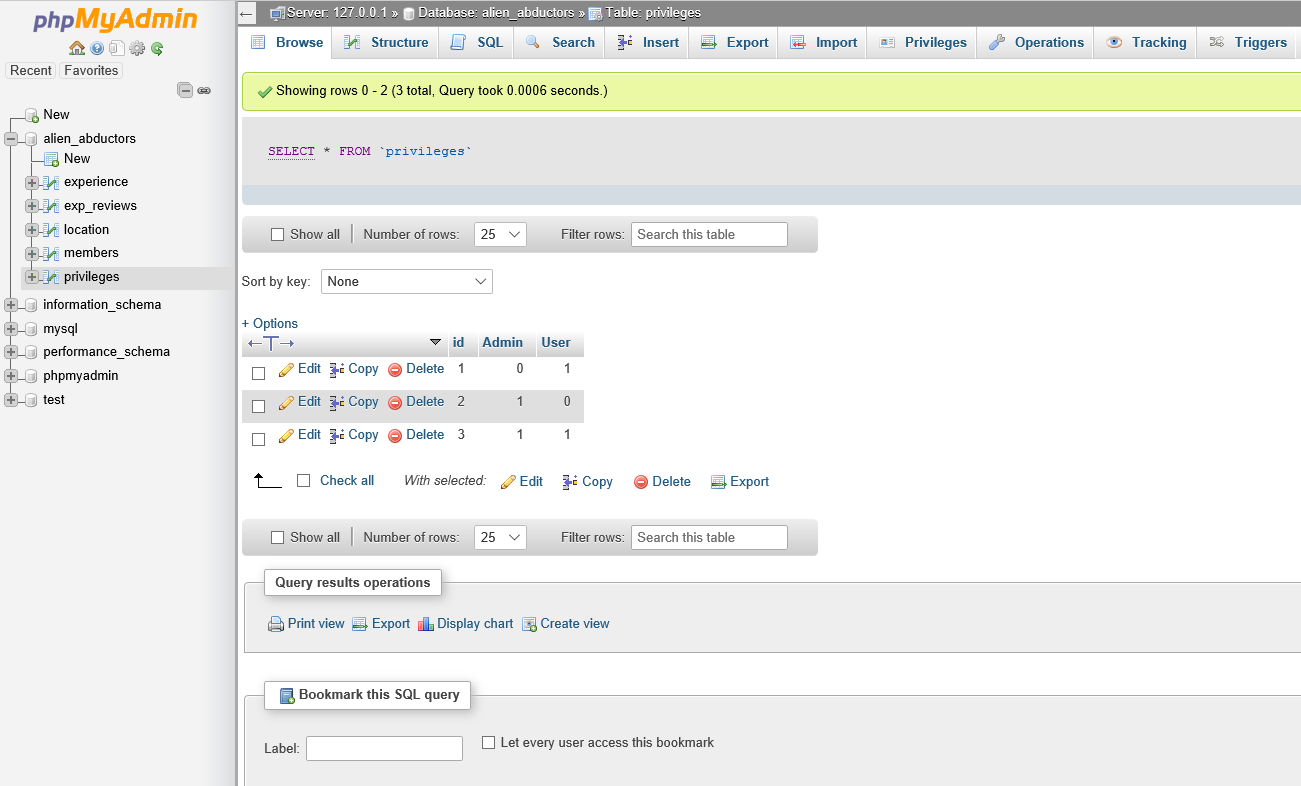 phpMyAdmin
Recent Favorites
New
alien_abductors
New
experience
exp_reviews
location
members
privileges
information_schema
mysql
performance_schema
phpmyadmin
test
Server: 127.0.0.1 » Database: alien_abductors » Table: privileges
Browse Structure SQL Search Insert Export Import Privileges Operations Tracking Triggers
Showing rows 0 - 2 (3 total, Query took 0.0006 seconds.)
SELECT * FROM `privileges`
Show all Number of rows: 25 Filter rows: Search this table
Sort by key: None
+ Options
←T→ id Admin User
Edit Copy Delete 1 0 1
Edit Copy Delete 2 1 0
Edit Copy Delete 3 1 1
Check all With selected: Edit Copy Delete Export
Show all Number of rows: 25 Filter rows: Search this table
Query results operations
Print view Export Display chart Create view
Bookmark this SQL query
Label: Let every user access this bookmark